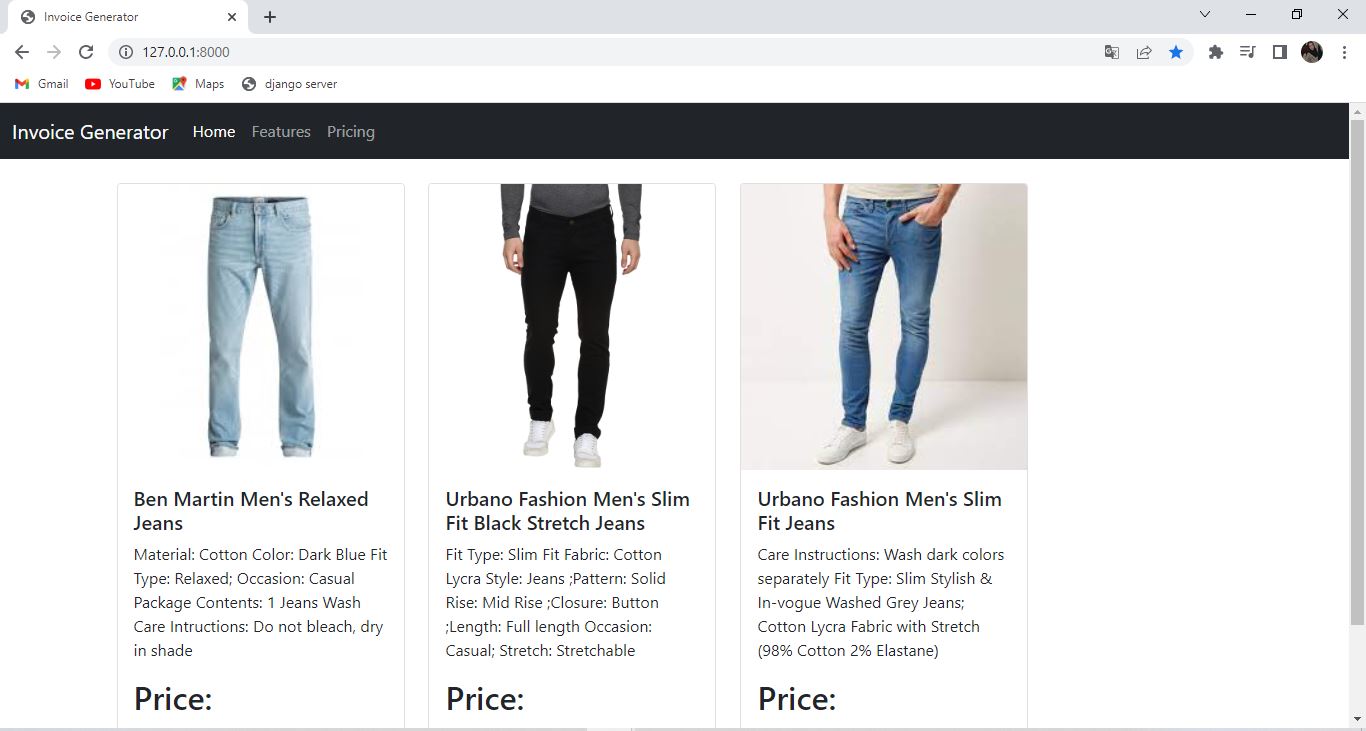 Invoice Generator
127.0.0.1:8000
Gmail YouTube Maps django server
Invoice Generator Home Features Pricing
Ben Martin Men's Relaxed
Jeans
Material: Cotton Color: Dark Blue Fit
Type: Relaxed; Occasion: Casual
Package Contents: 1 Jeans Wash
Care Intructions: Do not bleach, dry
in shade
Price:
Urbano Fashion Men's Slim
Fit Black Stretch Jeans
Fit Type: Slim Fit Fabric: Cotton
Lycra Style: Jeans ;Pattern: Solid
Rise: Mid Rise ;Closure: Button
;Length: Full length Occasion:
Casual; Stretch: Stretchable
Price:
Urbano Fashion Men's Slim
Fit Jeans
Care Instructions: Wash dark colors
separately Fit Type: Slim Stylish &
In-vogue Washed Grey Jeans;
Cotton Lycra Fabric with Stretch
(98% Cotton 2% Elastane)
Price: